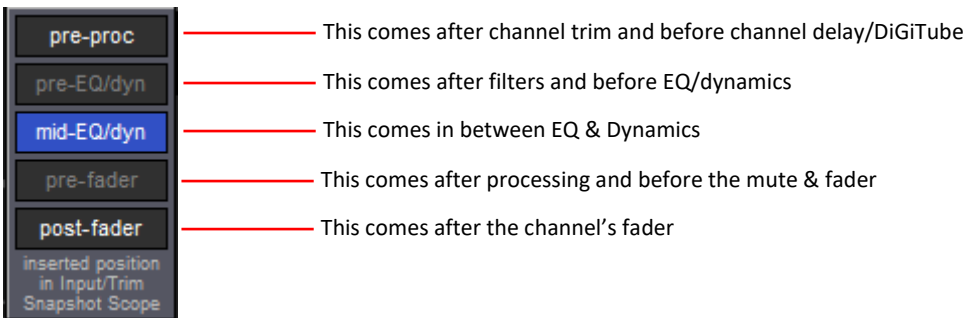 pre-proc
This comes after channel trim and before channel delay/DiGiTube
pre-EQ/dyn
This comes after filters and before EQ/dynamics
mid-EQ/dyn
This comes in between EQ & Dynamics
pre-fader
This comes after processing and before the mute & fader
post-fader
This comes after the channel’s fader
inserted position
in Input/Trim
Snapshot Scope